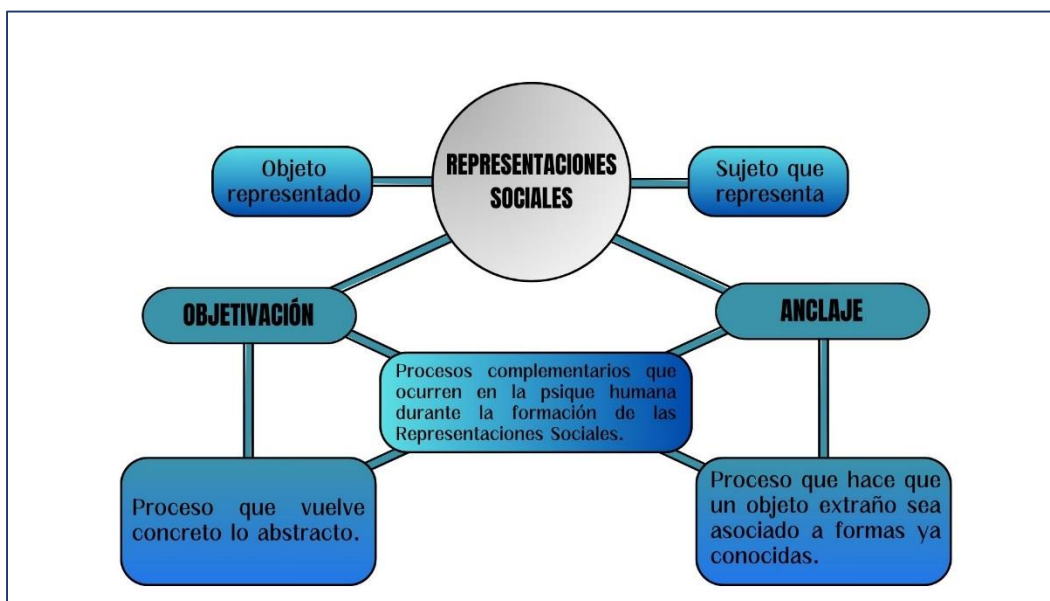 REPRESENTACIONES
SOCIALES
Objeto
representado
Sujeto que
representa
OBJETIVACIÓN
ANCLAJE
Procesos complementarios que
ocurren en la psique humana
durante la formación de las
Representaciones Sociales.
Proceso que vuelve
concreto lo abstracto.
Proceso que hace que
un objeto extraño sea
asociado a formas ya
conocidas.